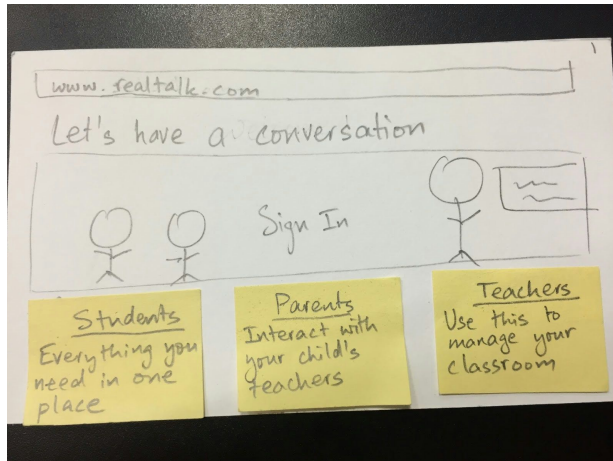 1
www.realtalk.com
Let's have a conversation
Sign In
Students
Everything you
need in one
place
Parents
Interact with
your child's
teachers
Teachers
Use this to
manage your
classroom